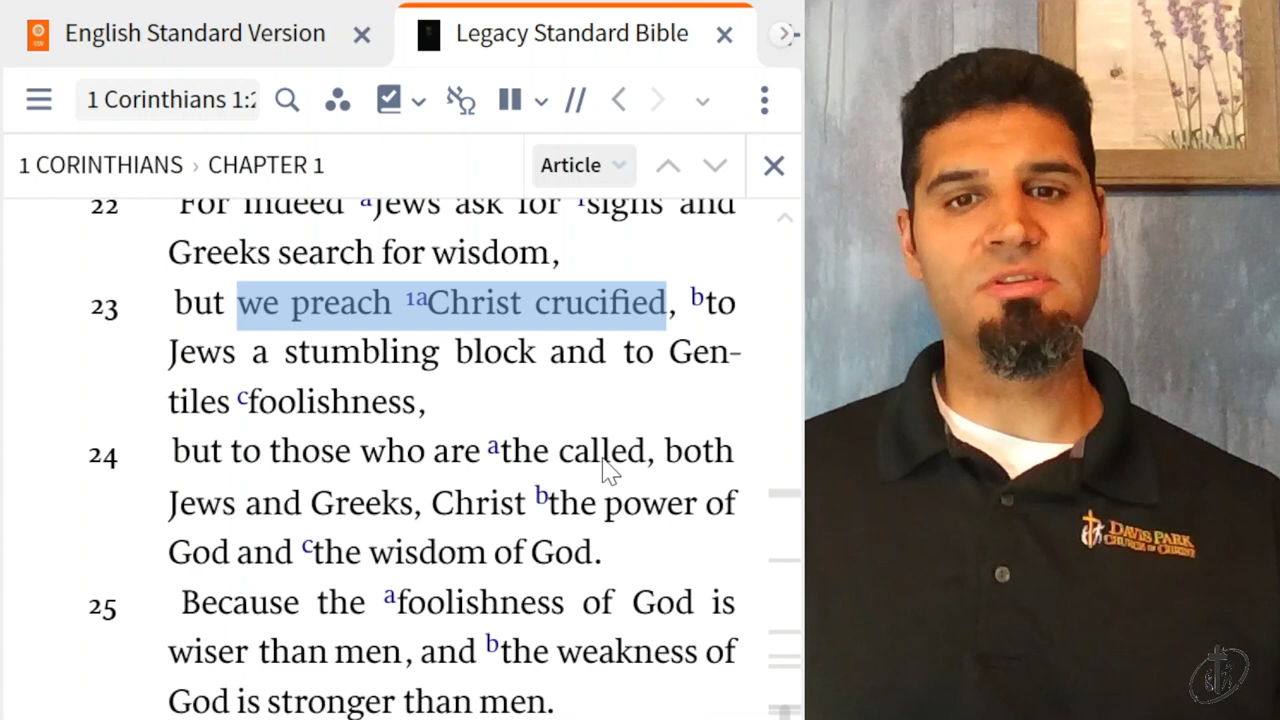 English Standard Version
Legacy Standard Bible
1 Corinthians 1:2
1 CORINTHIANS › CHAPTER 1
Article
22 For indeed aJews ask for 1signs and
Greeks search for wisdom,
23 but we preach 1aChrist crucified, bto
Jews a stumbling block and to Gen-
tiles cfoolishness,
24 but to those who are athe called, both
Jews and Greeks, Christ bthe power of
God and cthe wisdom of God.
25 Because the afoolishness of God is
wiser than men, and bthe weakness of
God is stronger than men.
DAVIS PARK
CHURCH OF CHRIST